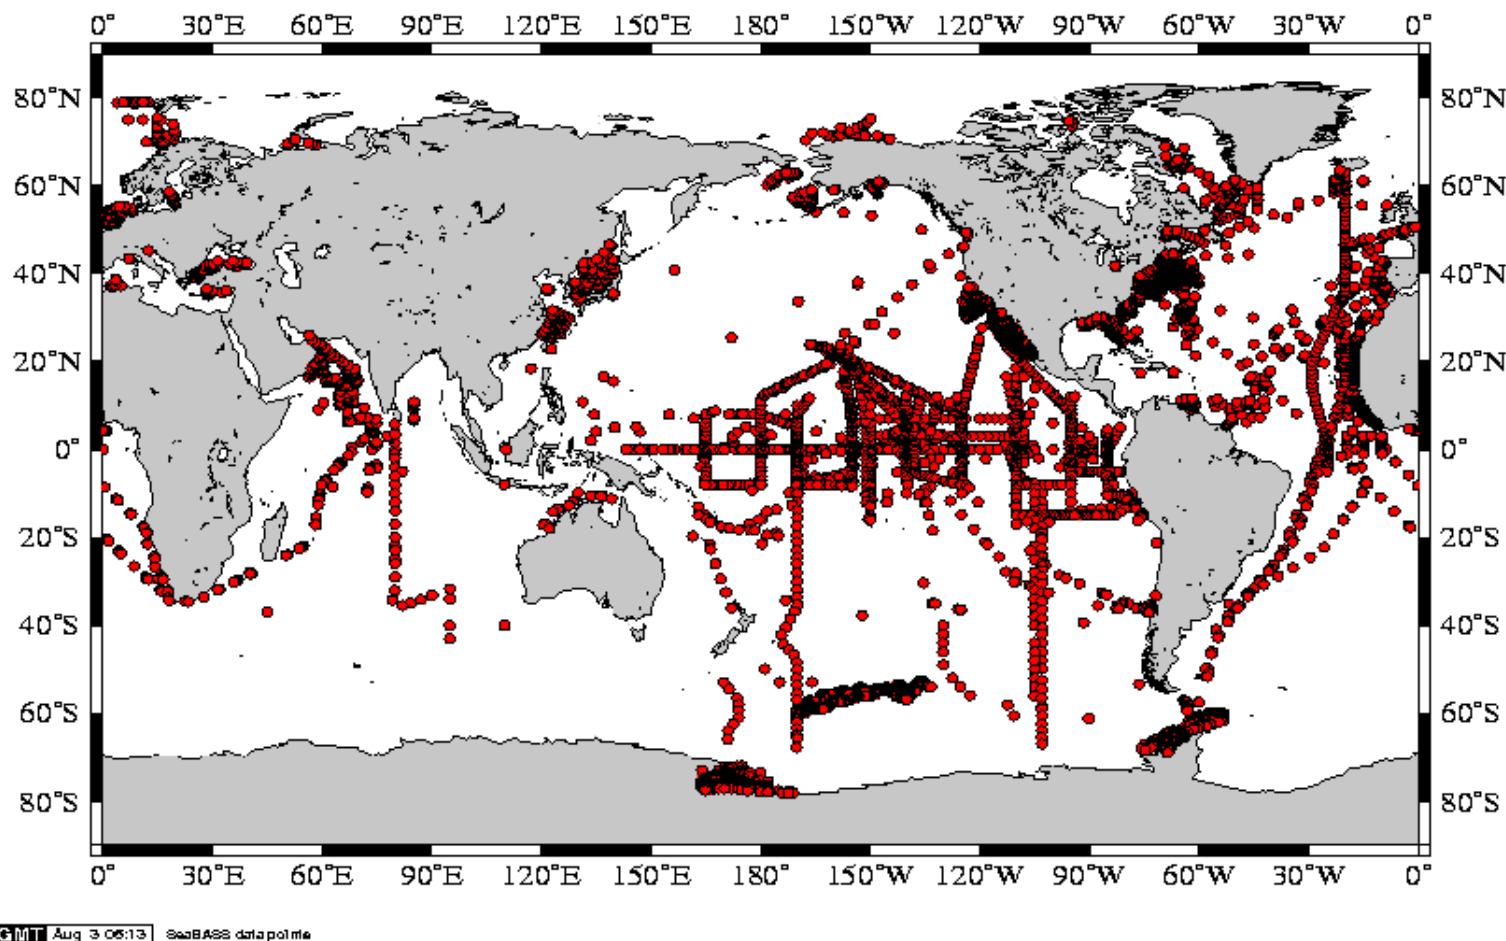 0° 30°E 60°E 90°E 120°E 150°E 180° 150°W 120°W 90°W 60°W 30°W 0°
80°N 80°N
60°N 60°N
40°N 40°N
20°N 20°N
0° 0°
20°S 20°S
40°S 40°S
60°S 60°S
80°S 80°S
0° 30°E 60°E 90°E 120°E 150°E 180° 150°W 120°W 90°W 60°W 30°W 0°
GMT Aug 3 06:13 SeaBASS data points